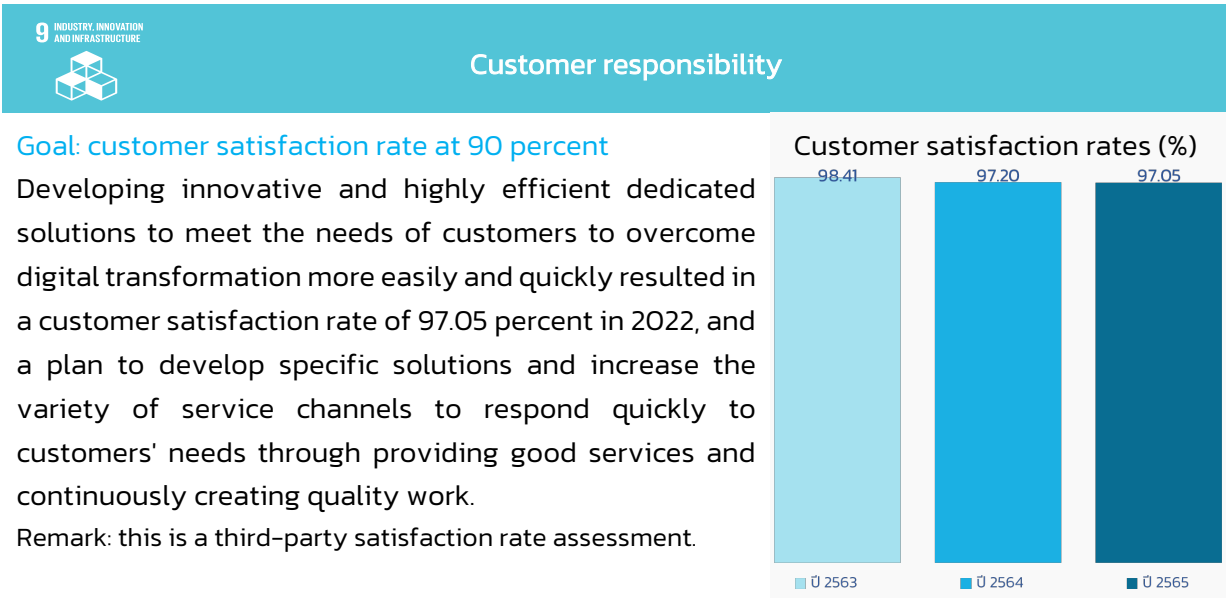 9 INDUSTRY, INNOVATION
AND INFRASTRUCTURE
Customer responsibility
Goal: customer satisfaction rate at 90 percent
Developing innovative and highly efficient dedicated
solutions to meet the needs of customers to overcome
digital transformation more easily and quickly resulted in
a customer satisfaction rate of 97.05 percent in 2022, and
a plan to develop specific solutions and increase the
variety of service channels to respond quickly to
customers' needs through providing good services and
continuously creating quality work.
Remark: this is a third-party satisfaction rate assessment.
Customer satisfaction rates (%)
98.41 97.20 97.05
ปี 2563 ปี 2564 ปี 2565